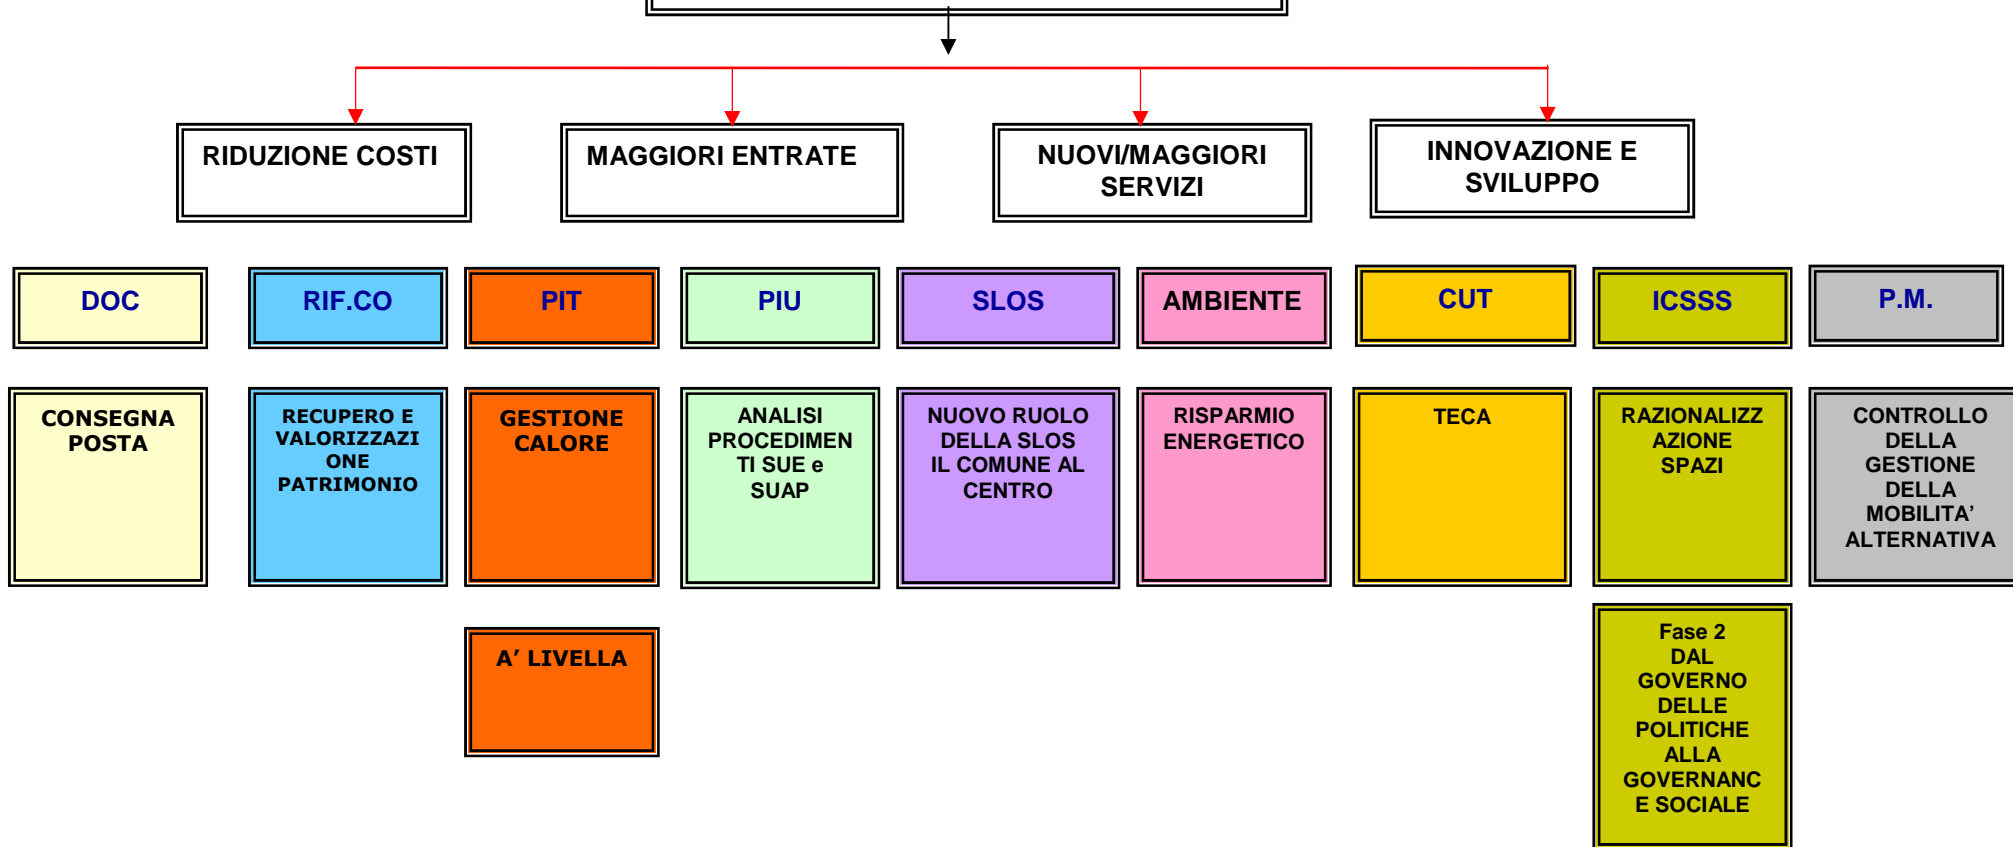 RIDUZIONE COSTI
MAGGIORI ENTRATE
NUOVI/MAGGIORI
SERVIZI
INNOVAZIONE E
SVILUPPO
DOC
RIF.CO
PIT
PIU
SLOS
AMBIENTE
CUT
ICSSS
P.M.
CONSEGNA
POSTA
RECUPERO E
VALORIZZAZI
ONE
PATRIMONIO
GESTIONE
CALORE
ANALISI
PROCEDIMEN
TI SUE e
SUAP
NUOVO RUOLO
DELLA SLOS
IL COMUNE AL
CENTRO
RISPARMIO
ENERGETICO
TECA
RAZIONALIZZ
AZIONE
SPAZI
CONTROLLO
DELLA
GESTIONE
DELLA
MOBILITA’
ALTERNATIVA
A’ LIVELLA
Fase 2
DAL
GOVERNO
DELLE
POLITICHE
ALLA
GOVERNANC
E SOCIALE